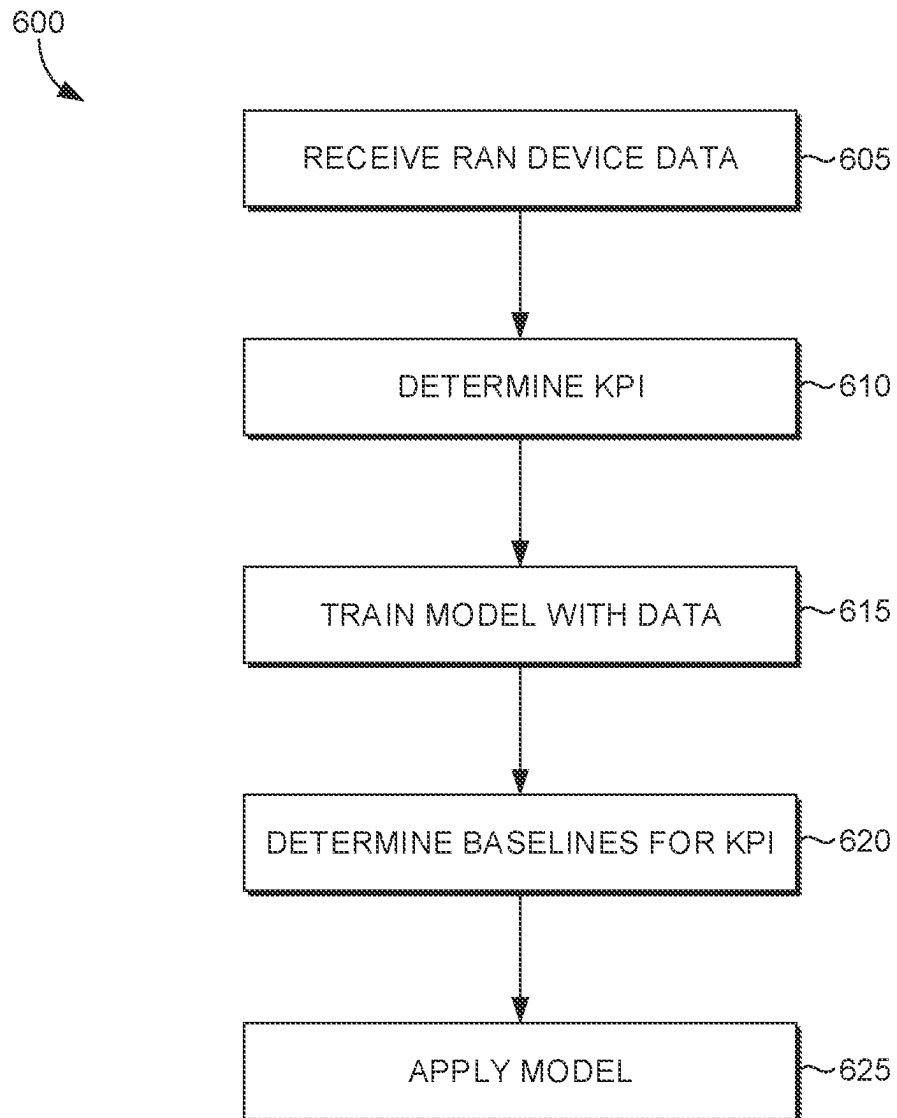 600
RECEIVE RAN DEVICE DATA
605
DETERMINE KPI
610
TRAIN MODEL WITH DATA
615
DETERMINE BASELINES FOR KPI
620
APPLY MODEL
625